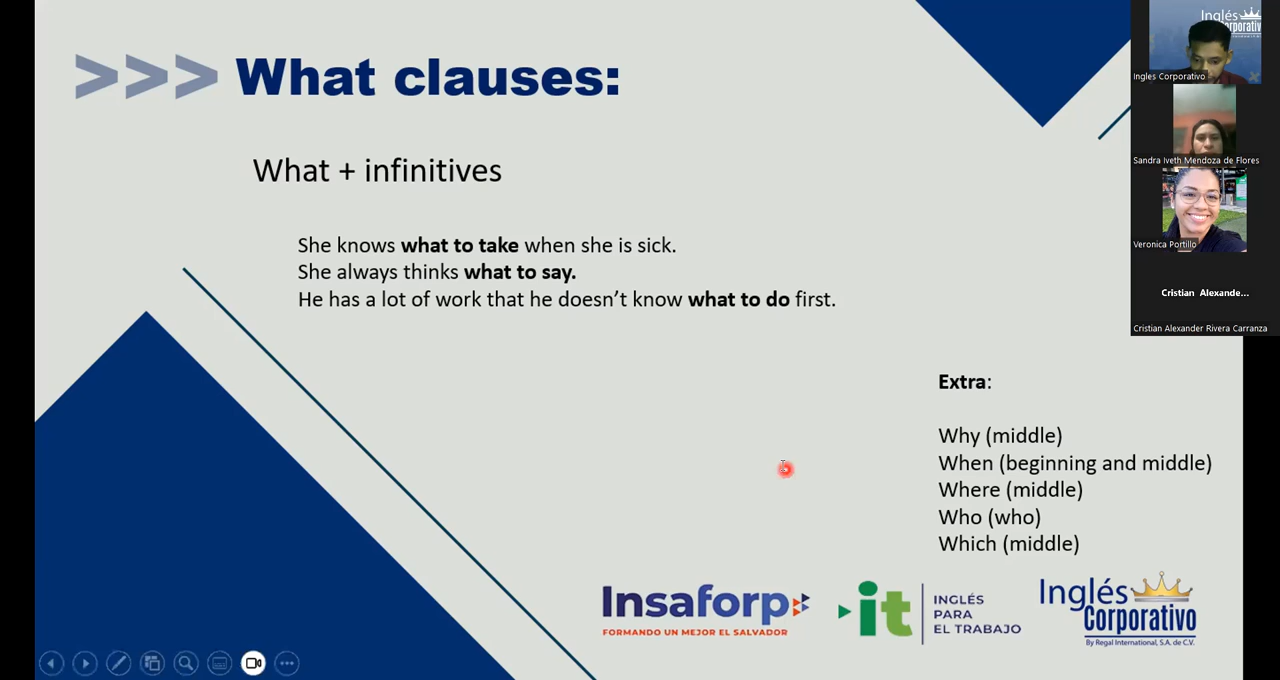 >>> What clauses:
What + infinitives
She knows what to take when she is sick.
She always thinks what to say.
He has a lot of work that he doesn’t know what to do first.
Extra:
Why (middle)
When (beginning and middle)
Where (middle)
Who (who)
Which (middle)
Insaforp
FORMANDO UN MEJOR EL SALVADOR
it
INGLÉS
PARA
EL TRABAJO
Inglés
Corporativo
By Regal International, S.A. de C.V.
Inglés
Corporativo
Ingles Corporativo
Sandra Iveth Mendoza de Flores
Veronica Portillo
Cristian Alexande...
Cristian Alexander Rivera Carranza